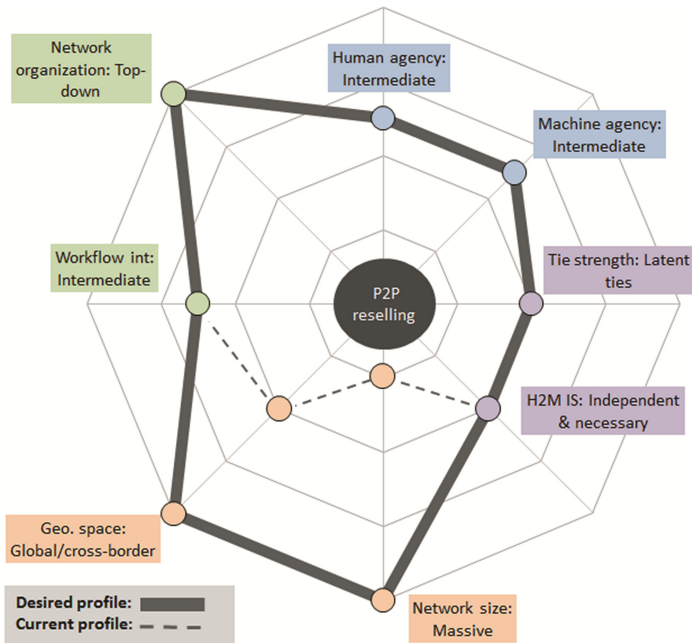 Network
organization: Top-
down
Human agency:
Intermediate
Machine agency:
Intermediate
Workflow int:
Intermediate
P2P
reselling
Tie strength: Latent
ties
H2M IS: Independent
& necessary
Geo. space:
Global/cross-border
Network size:
Massive
Desired profile:
Current profile: